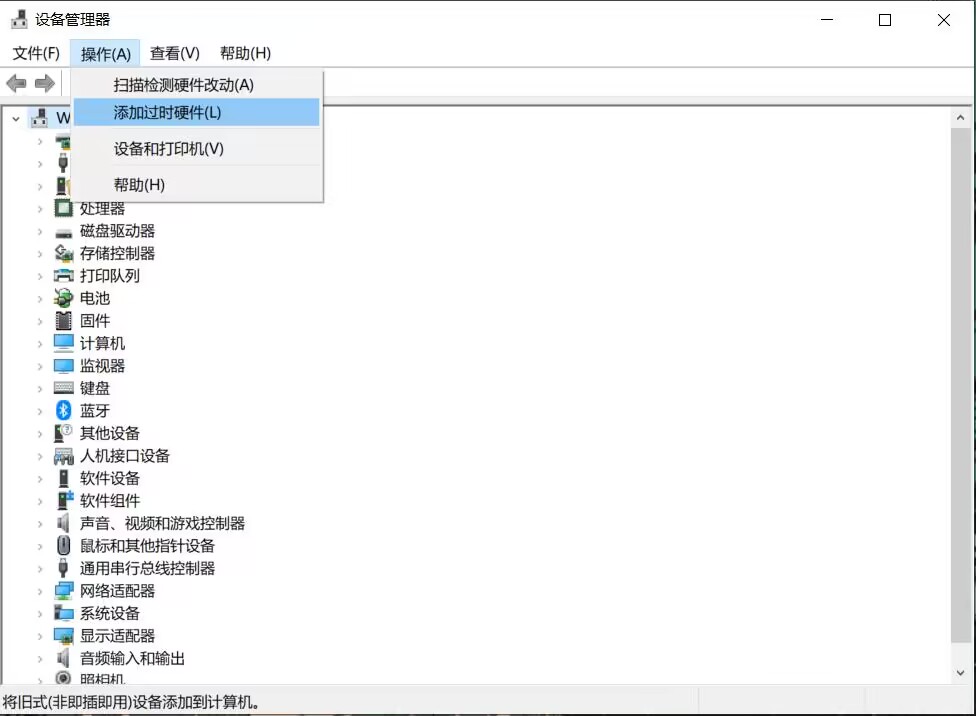 设备管理器
文件(F) 操作(A) 查看(V) 帮助(H)
扫描检测硬件改动(A)
添加过时硬件(L)
设备和打印机(V)
帮助(H)
W
处理器
磁盘驱动器
存储控制器
打印队列
电池
固件
计算机
监视器
键盘
蓝牙
其他设备
人机接口设备
软件设备
软件组件
声音、视频和游戏控制器
鼠标和其他指针设备
通用串行总线控制器
网络适配器
系统设备
显示适配器
音频输入和输出
照相机
将旧式(非即插即用)设备添加到计算机。